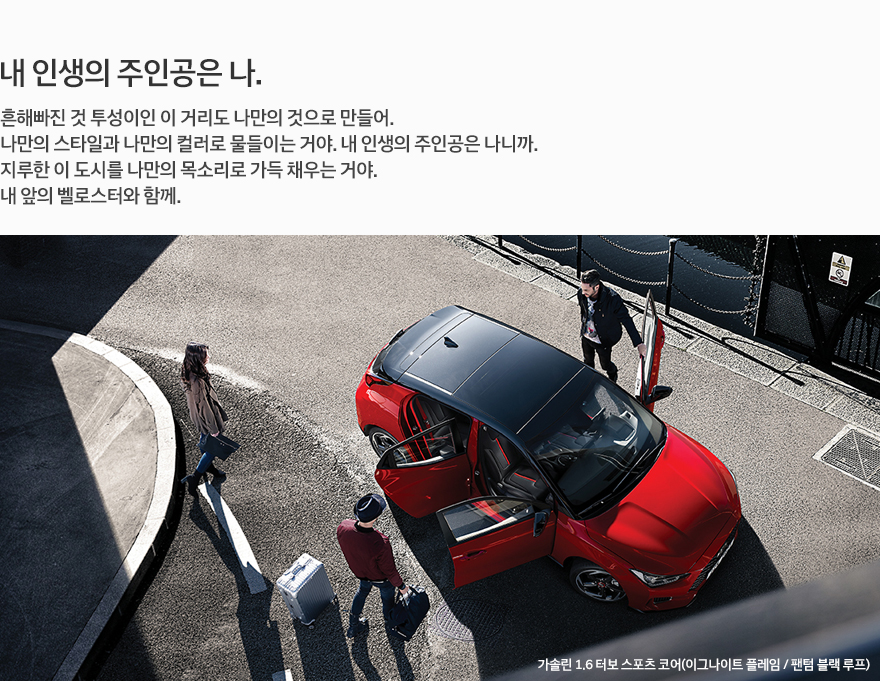 내 인생의 주인공은 나.
흔해빠진 것 투성이인 이 거리도 나만의 것으로 만들어.
나만의 스타일과 나만의 컬러로 물들이는 거야. 내 인생의 주인공은 나니까.
지루한 이 도시를 나만의 목소리로 가득 채우는 거야.
내 앞의 벨로스터와 함께.
가솔린 1.6 터보 스포츠 코어(이그나이트 플레임 / 팬텀 블랙 루프)